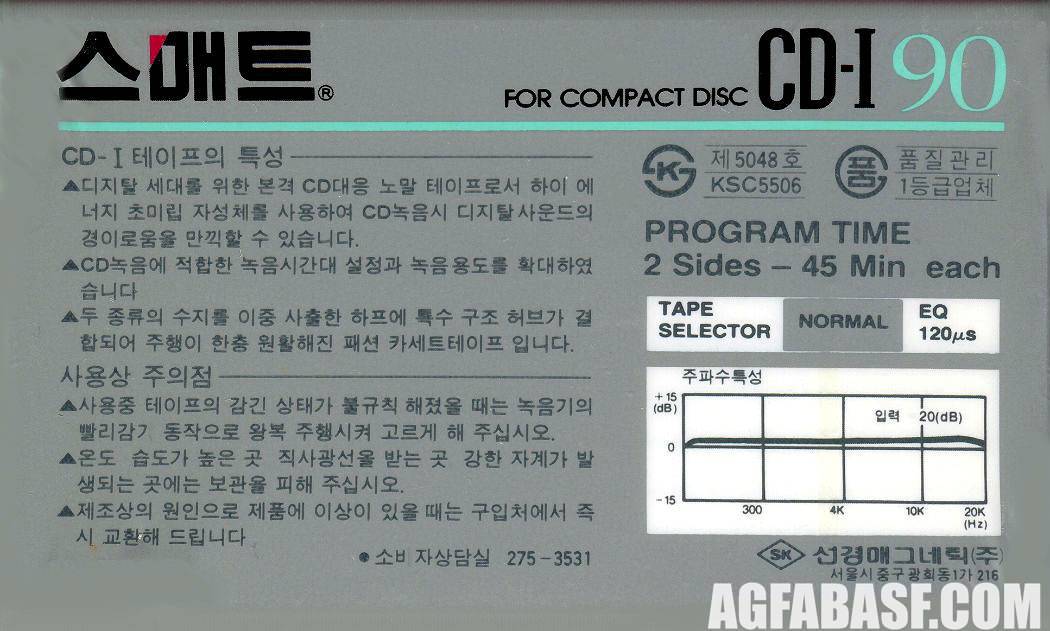 스매트®
FOR COMPACT DISC CD-I 90
CD-I 테이프의 특성
▲디지탈 세대를 위한 본격 CD대응 노말 테이프로서 하이 에
너지 초미립 자성체를 사용하여 CD녹음시 디지탈사운드의
경이로움을 만끽할 수 있습니다.
▲CD녹음에 적합한 녹음시간대 설정과 녹음용도를 확대하였
습니다
▲두 종류의 수지를 이중 사출한 하프에 특수 구조 허브가 결
합되어 주행이 한층 원활해진 패션 카세트테이프 입니다.
사용상 주의점
▲사용중 테이프의 감긴 상태가 불규칙 해졌을 때는 녹음기의
빨리감기 동작으로 왕복 주행시켜 고르게 해 주십시오.
▲온도 습도가 높은 곳 직사광선을 받는 곳 강한 자계가 발
생되는 곳에는 보관을 피해 주십시오.
▲제조상의 원인으로 제품에 이상이 있을 때는 구입처에서 즉
시 교환해 드립니다
●소비자상담실 275-3531
K 제5048호
KSC5506
품 품질관리
1등급업체
PROGRAM TIME
2 Sides – 45 Min each
TAPE
SELECTOR
NORMAL
EQ
120μs
주파수특성
+15
(dB)
입력 20(dB)
0
-15
300 4K 10K 20K
(Hz)
SK 선경매그네틱(주)
서울시중구광희동1가 216
AGFABASF.COM